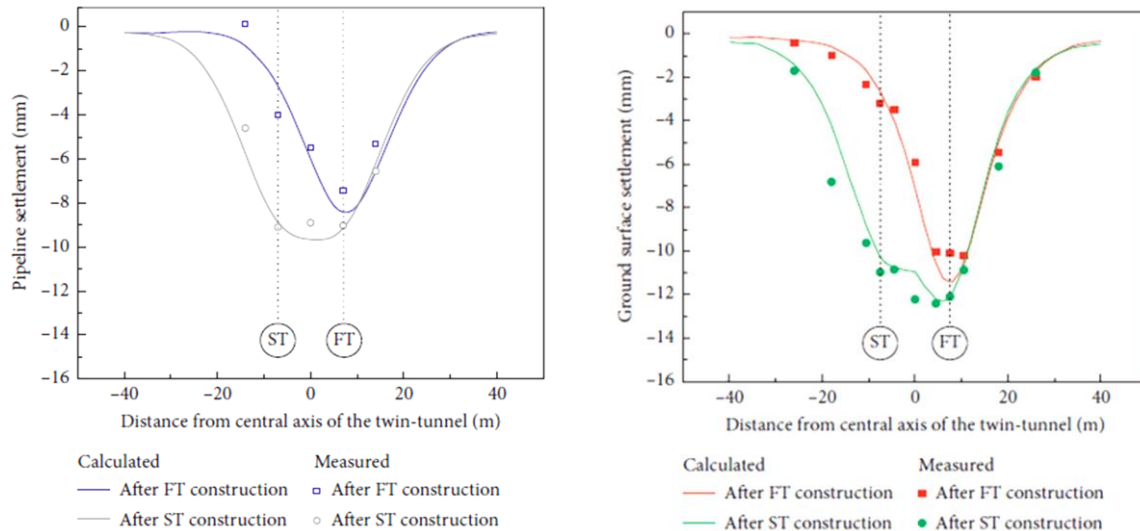 0
−2
−4
−6
−8
−10
−12
−14
−16
Pipeline settlement (mm)
ST
FT
−40 −20 0 20 40
Distance from central axis of the twin-tunnel (m)
Calculated Measured
After FT construction After FT construction
After ST construction After ST construction
0
−2
−4
−6
−8
−10
−12
−14
−16
Ground surface settlement (mm)
ST
FT
−40 −20 0 20 40
Distance from central axis of the twin-tunnel (m)
Calculated Measured
After FT construction After FT construction
After ST construction After ST construction